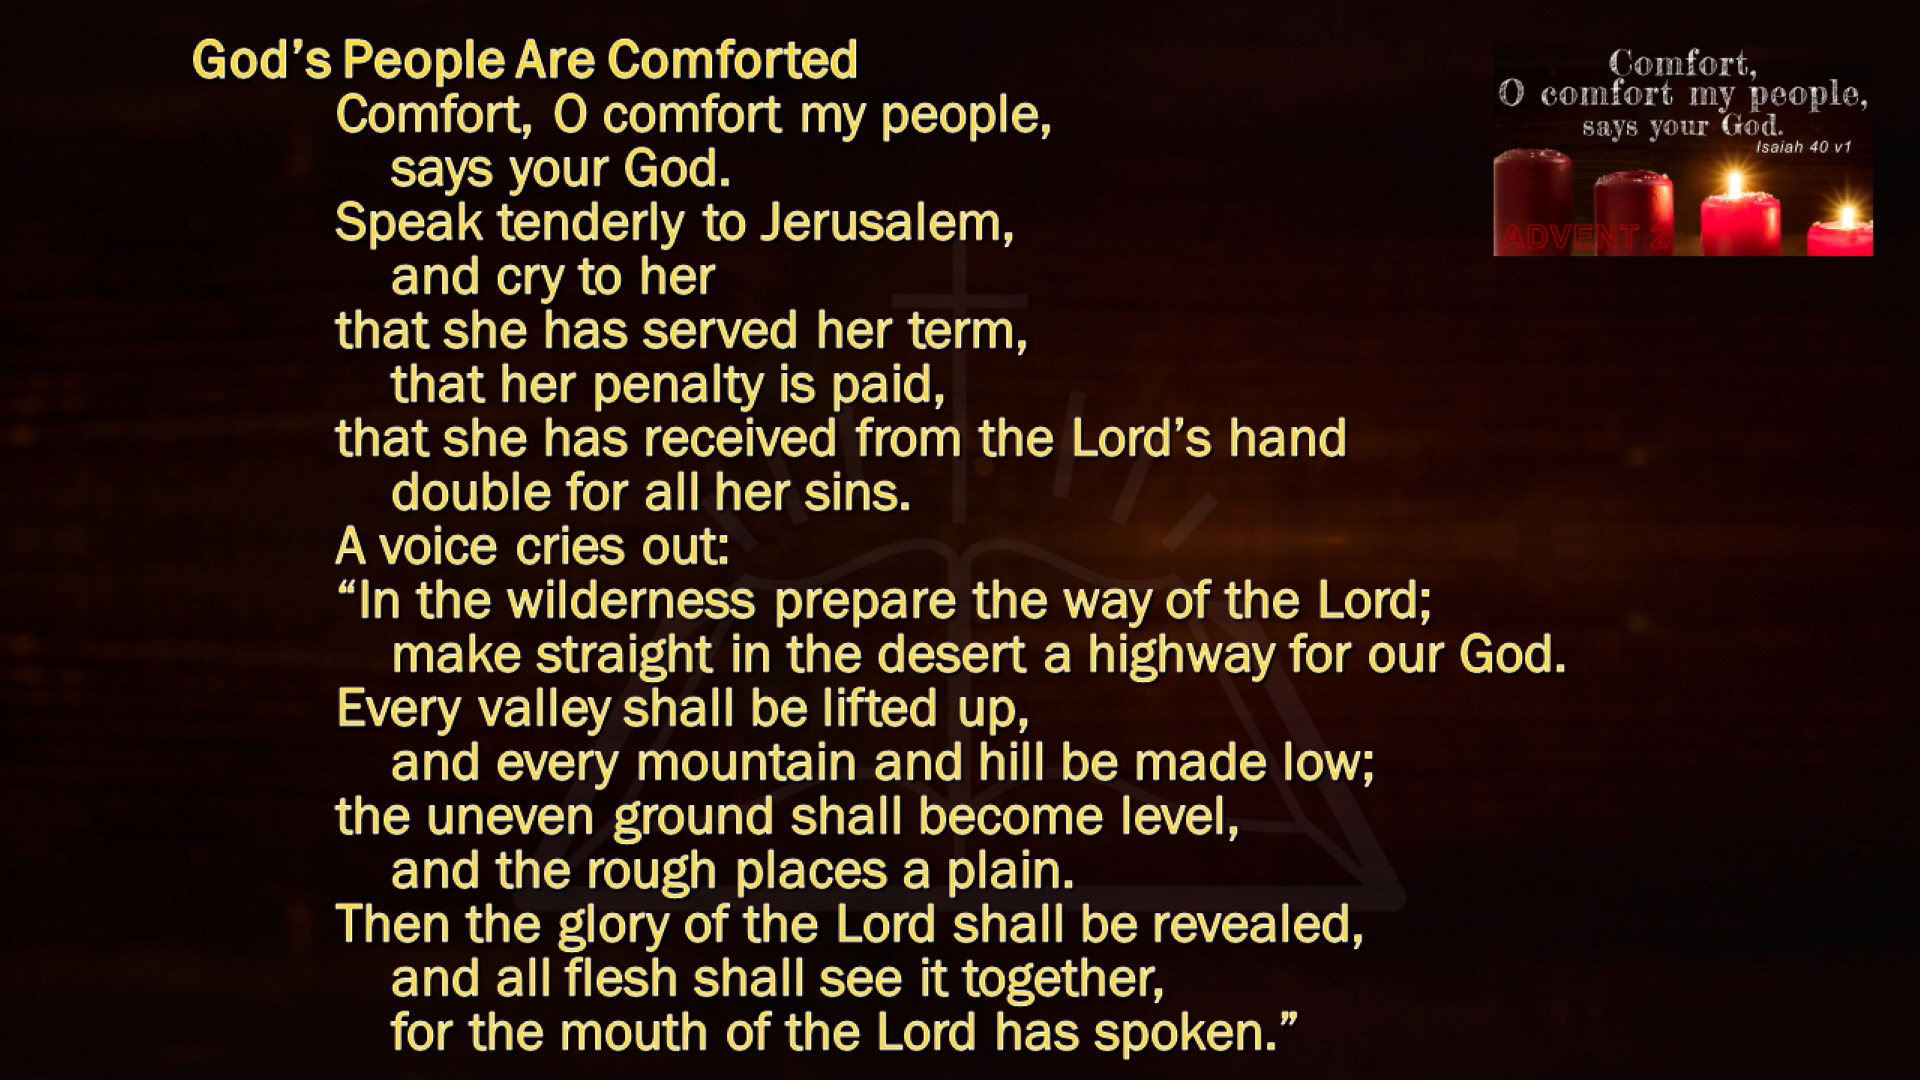 God’s People Are Comforted
Comfort, O comfort my people,
says your God.
Speak tenderly to Jerusalem,
and cry to her
that she has served her term,
that her penalty is paid,
that she has received from the Lord’s hand
double for all her sins.
A voice cries out:
“In the wilderness prepare the way of the Lord;
make straight in the desert a highway for our God.
Every valley shall be lifted up,
and every mountain and hill be made low;
the uneven ground shall become level,
and the rough places a plain.
Then the glory of the Lord shall be revealed,
and all flesh shall see it together,
for the mouth of the Lord has spoken.”
Comfort,
O comfort my people,
says your God.
Isaiah 40 v1
ADVENT 2